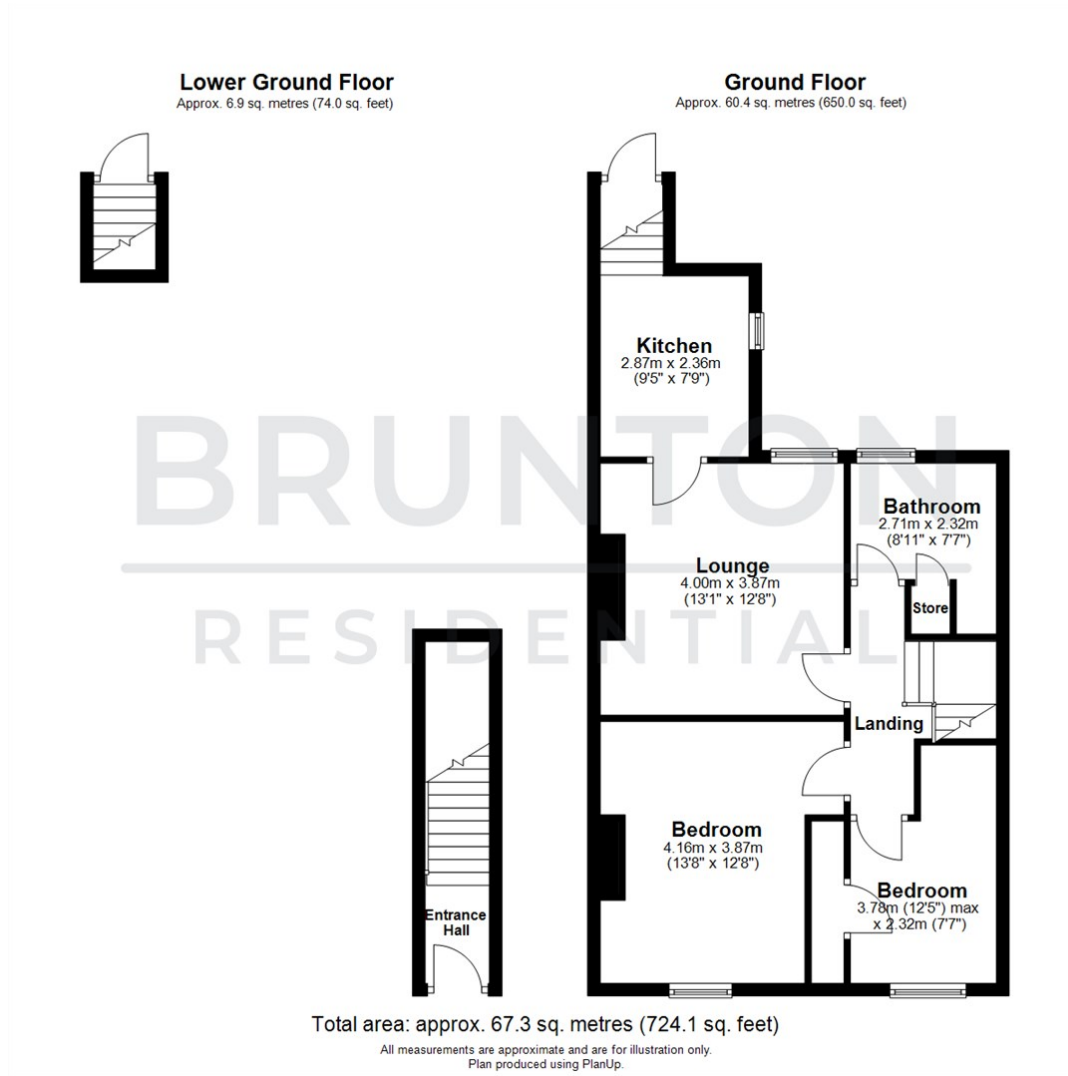 Lower Ground Floor
Approx. 6.9 sq. metres (74.0 sq. feet)
Ground Floor
Approx. 60.4 sq. metres (650.0 sq. feet)
Kitchen
2.87m x 2.36m
(9'5" x 7'9")
BRUNTON
RESIDENTIAL
Bathroom
2.71m x 2.32m
(8'11" x 7'7")
Lounge
4.00m x 3.87m
(13'1" x 12'8")
Store
Landing
Bedroom
4.16m x 3.87m
(13'8" x 12'8")
Bedroom
3.78m (12'5") max
x 2.32m (7'7")
Entrance
Hall
Total area: approx. 67.3 sq. metres (724.1 sq. feet)
All measurements are approximate and are for illustration only.
Plan produced using PlanUp.